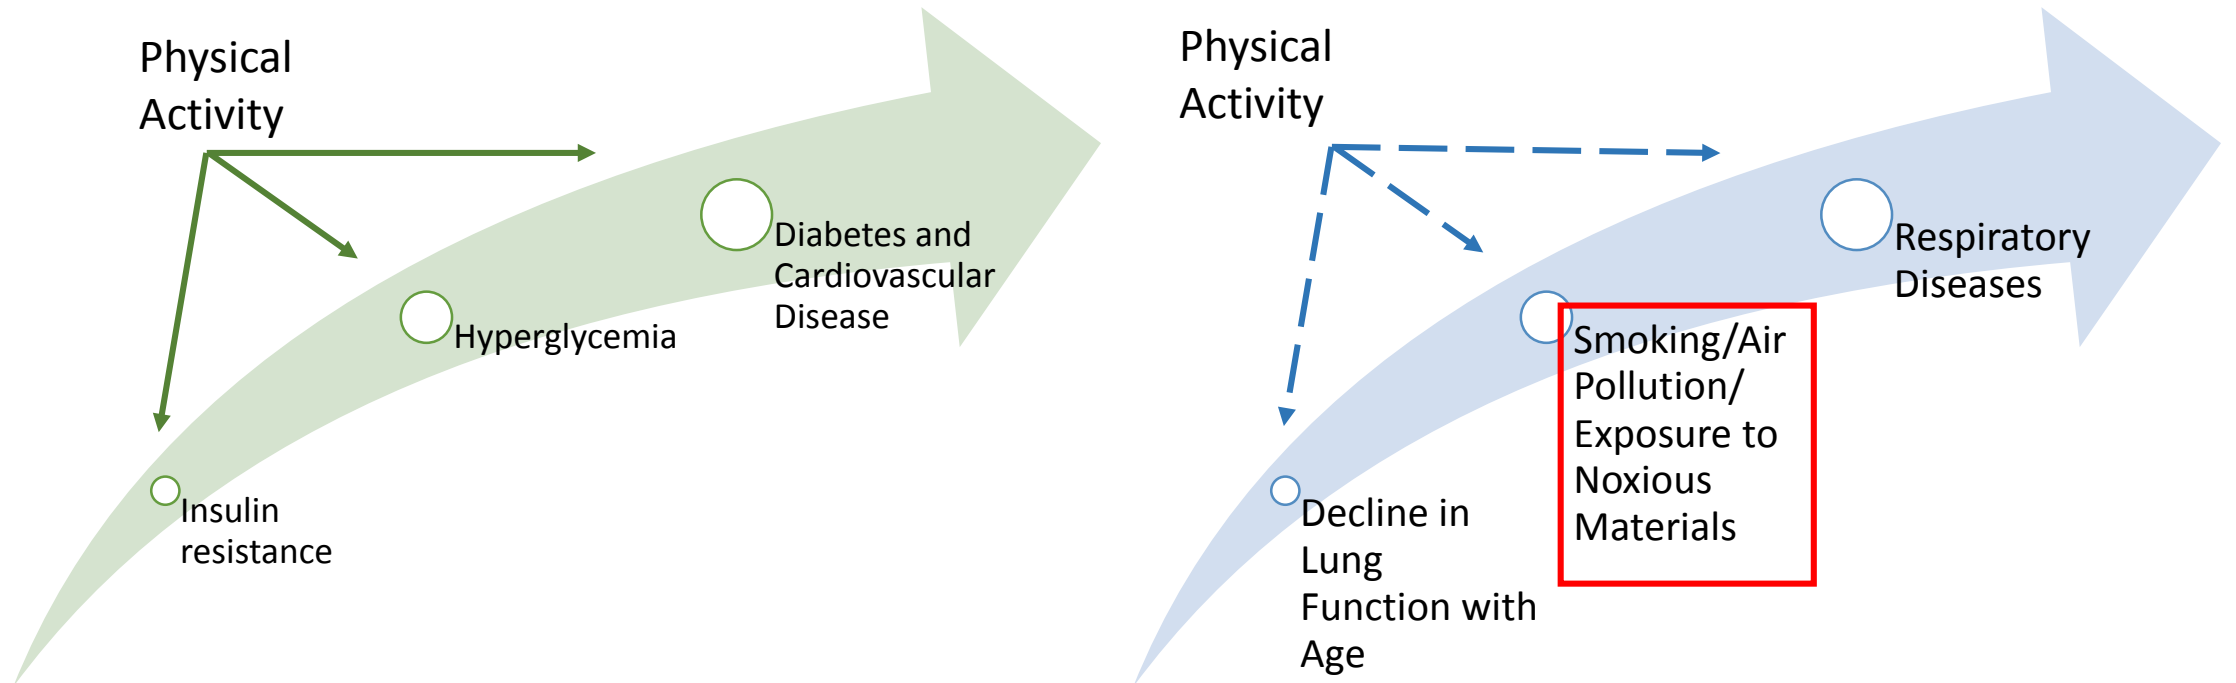 Physical
Activity
Diabetes and
Cardiovascular
Disease
Hyperglycemia
Insulin
resistance
Physical
Activity
Respiratory
Diseases
Smoking/Air
Pollution/
Exposure to
Noxious
Materials
Decline in
Lung
Function with
Age